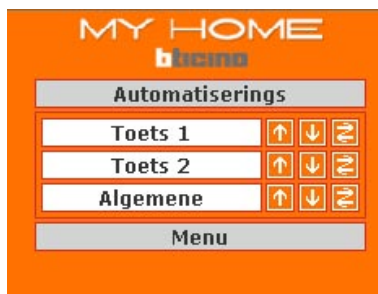 MY HOME
bticino
Automatiserings
Toets 1
Toets 2
Algemene
Menu